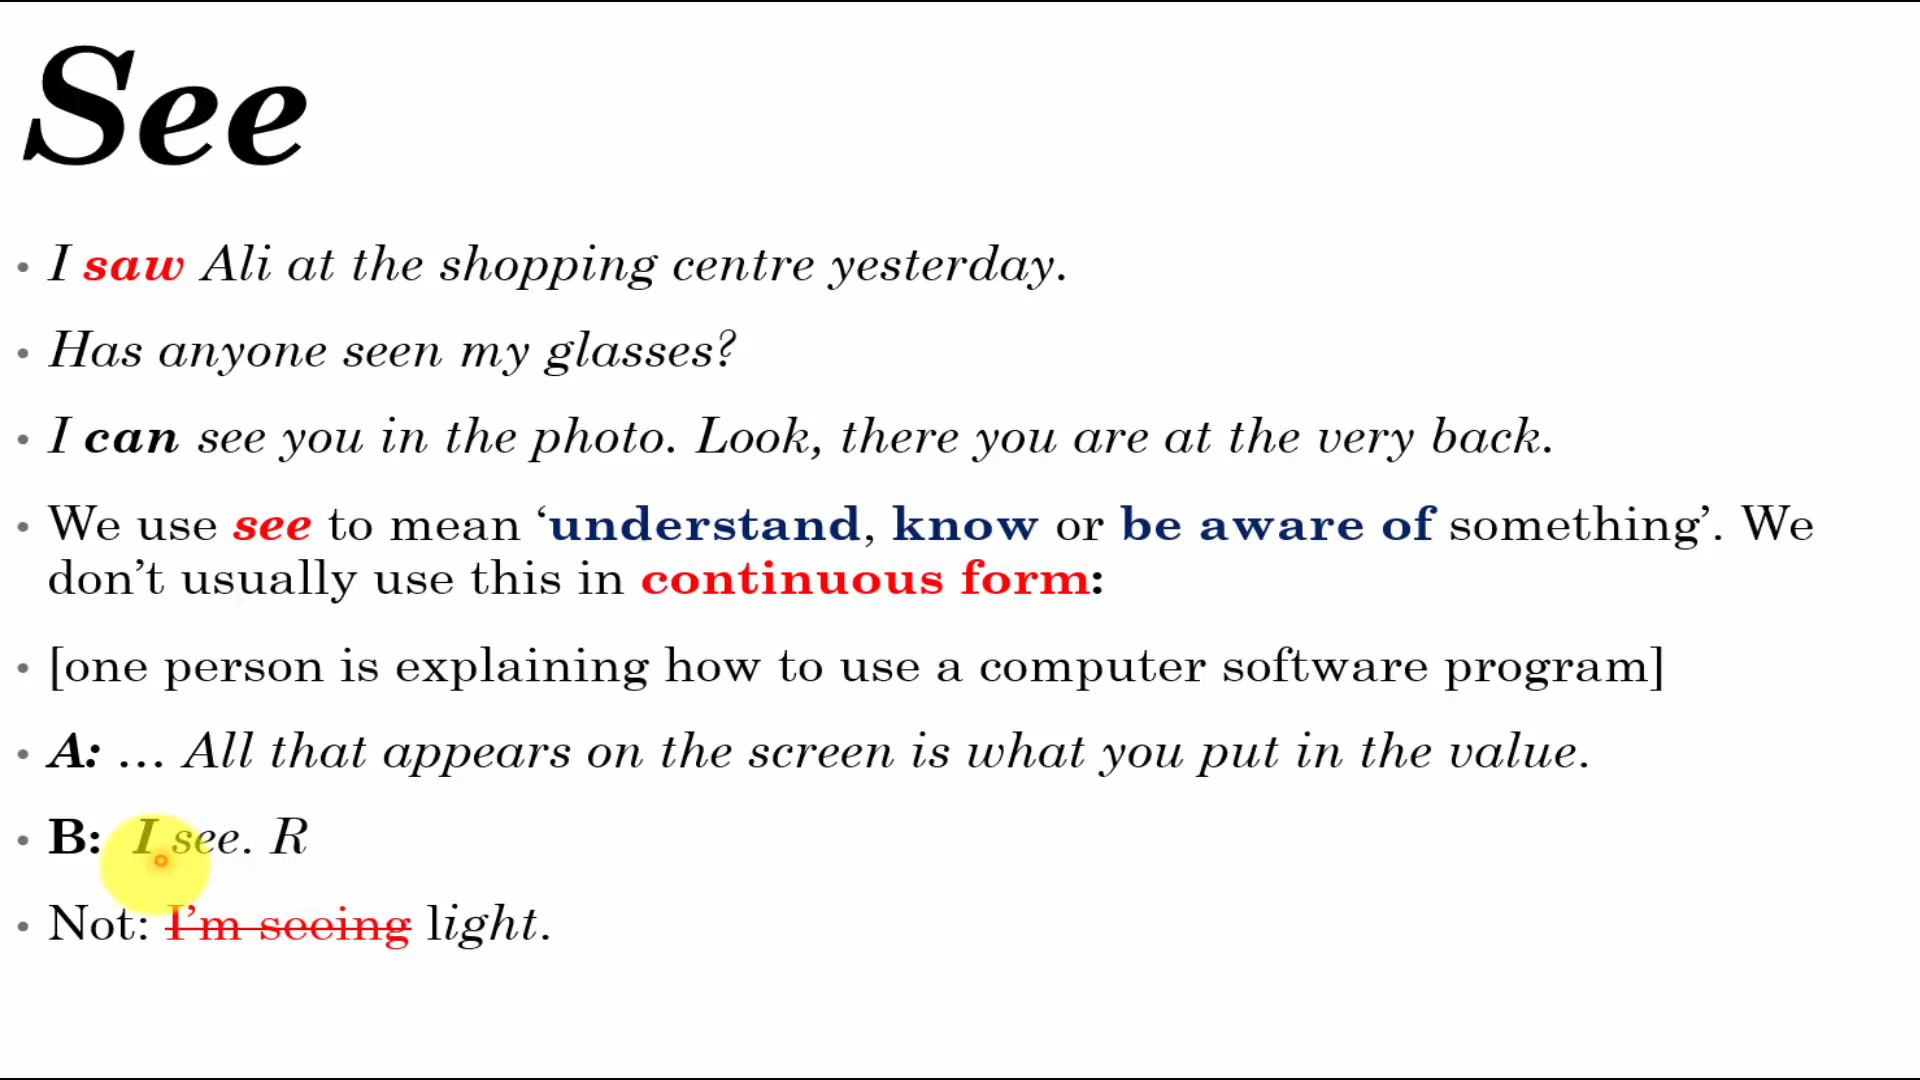 See
• I saw Ali at the shopping centre yesterday.
• Has anyone seen my glasses?
• I can see you in the photo. Look, there you are at the very back.
• We use see to mean ‘understand, know or be aware of something’. We
don’t usually use this in continuous form:
• [one person is explaining how to use a computer software program]
• A: … All that appears on the screen is what you put in the value.
• B: I see. R
• Not: I’m seeing light.